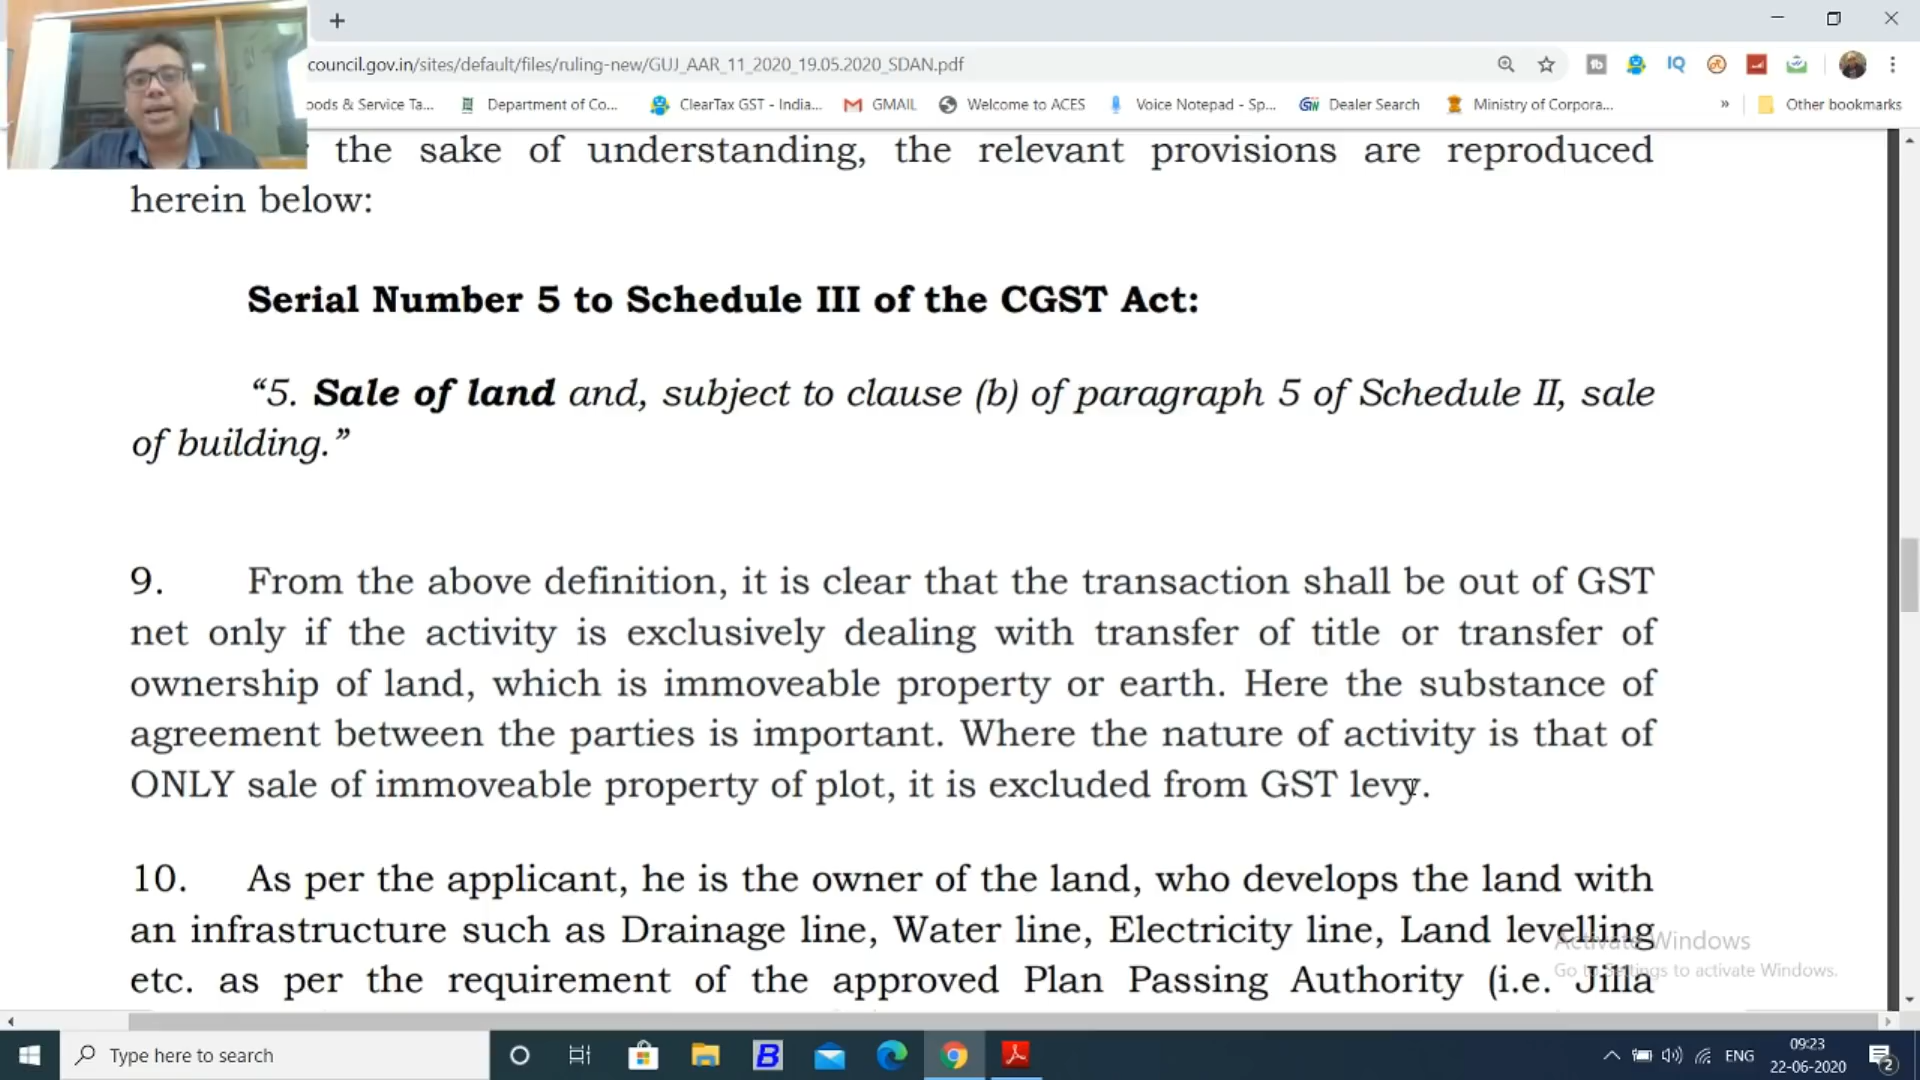 council.gov.in/sites/default/files/ruling-new/GUJ_AAR_11_2020_19.05.2020_SDAN.pdf
oods & Service Ta...
Department of Co...
ClearTax GST - India...
GMAIL
Welcome to ACES
Voice Notepad - Sp...
Dealer Search
Ministry of Corpora...
»
Other bookmarks
the sake of understanding, the relevant provisions are reproduced
herein below:
Serial Number 5 to Schedule III of the CGST Act:
“5. Sale of land and, subject to clause (b) of paragraph 5 of Schedule II, sale
of building.”
9. From the above definition, it is clear that the transaction shall be out of GST
net only if the activity is exclusively dealing with transfer of title or transfer of
ownership of land, which is immoveable property or earth. Here the substance of
agreement between the parties is important. Where the nature of activity is that of
ONLY sale of immoveable property of plot, it is excluded from GST levy.
10. As per the applicant, he is the owner of the land, who develops the land with
an infrastructure such as Drainage line, Water line, Electricity line, Land levelling
etc. as per the requirement of the approved Plan Passing Authority (i.e. Jilla
Activate Windows
Go to Settings to activate Windows.
Type here to search
ENG
09:23
22-06-2020
2